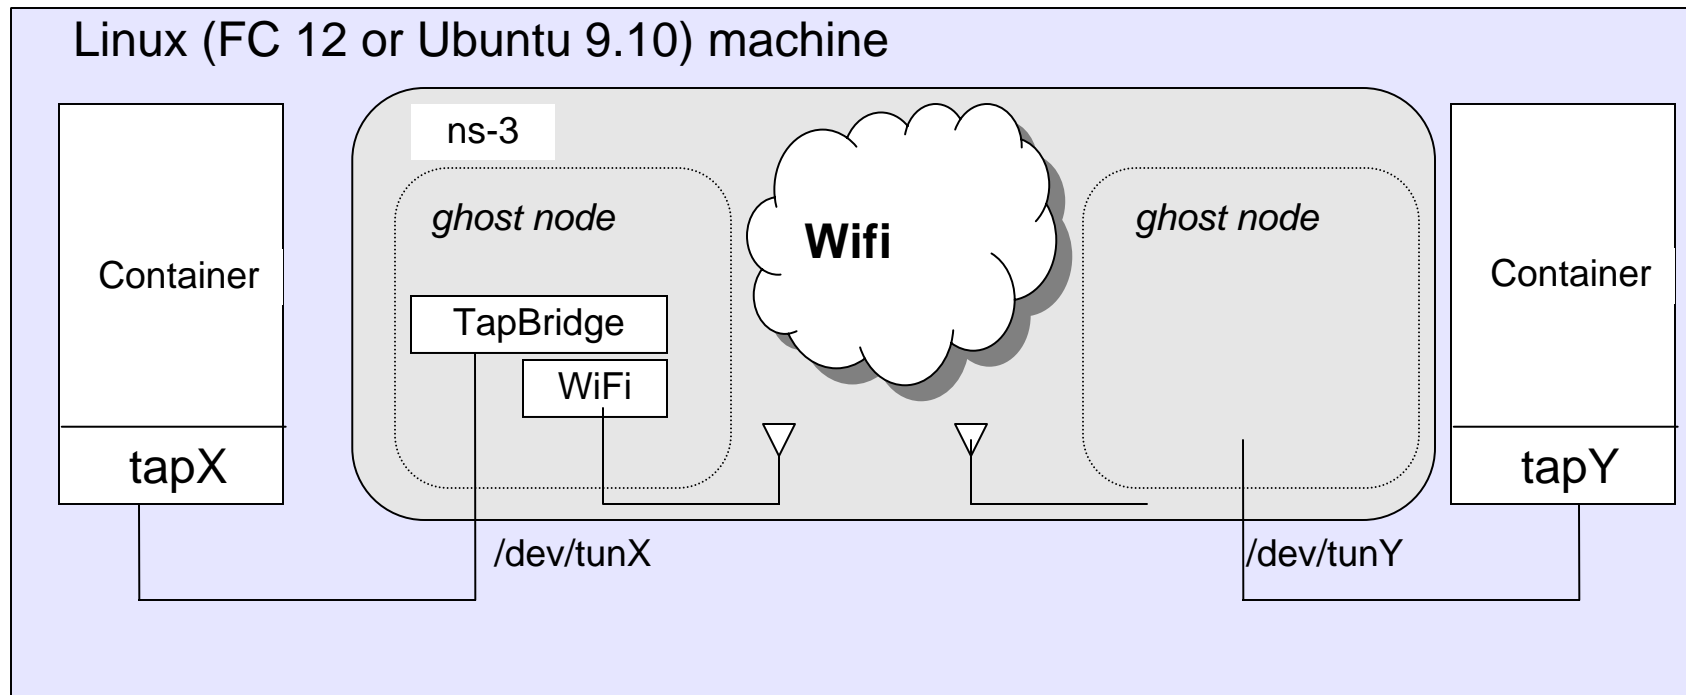 Linux (FC 12 or Ubuntu 9.10) machine
ns-3
ghost node
ghost node
Wifi
Container
Container
TapBridge
WiFi
tapX
tapY
/dev/tunX
/dev/tunY